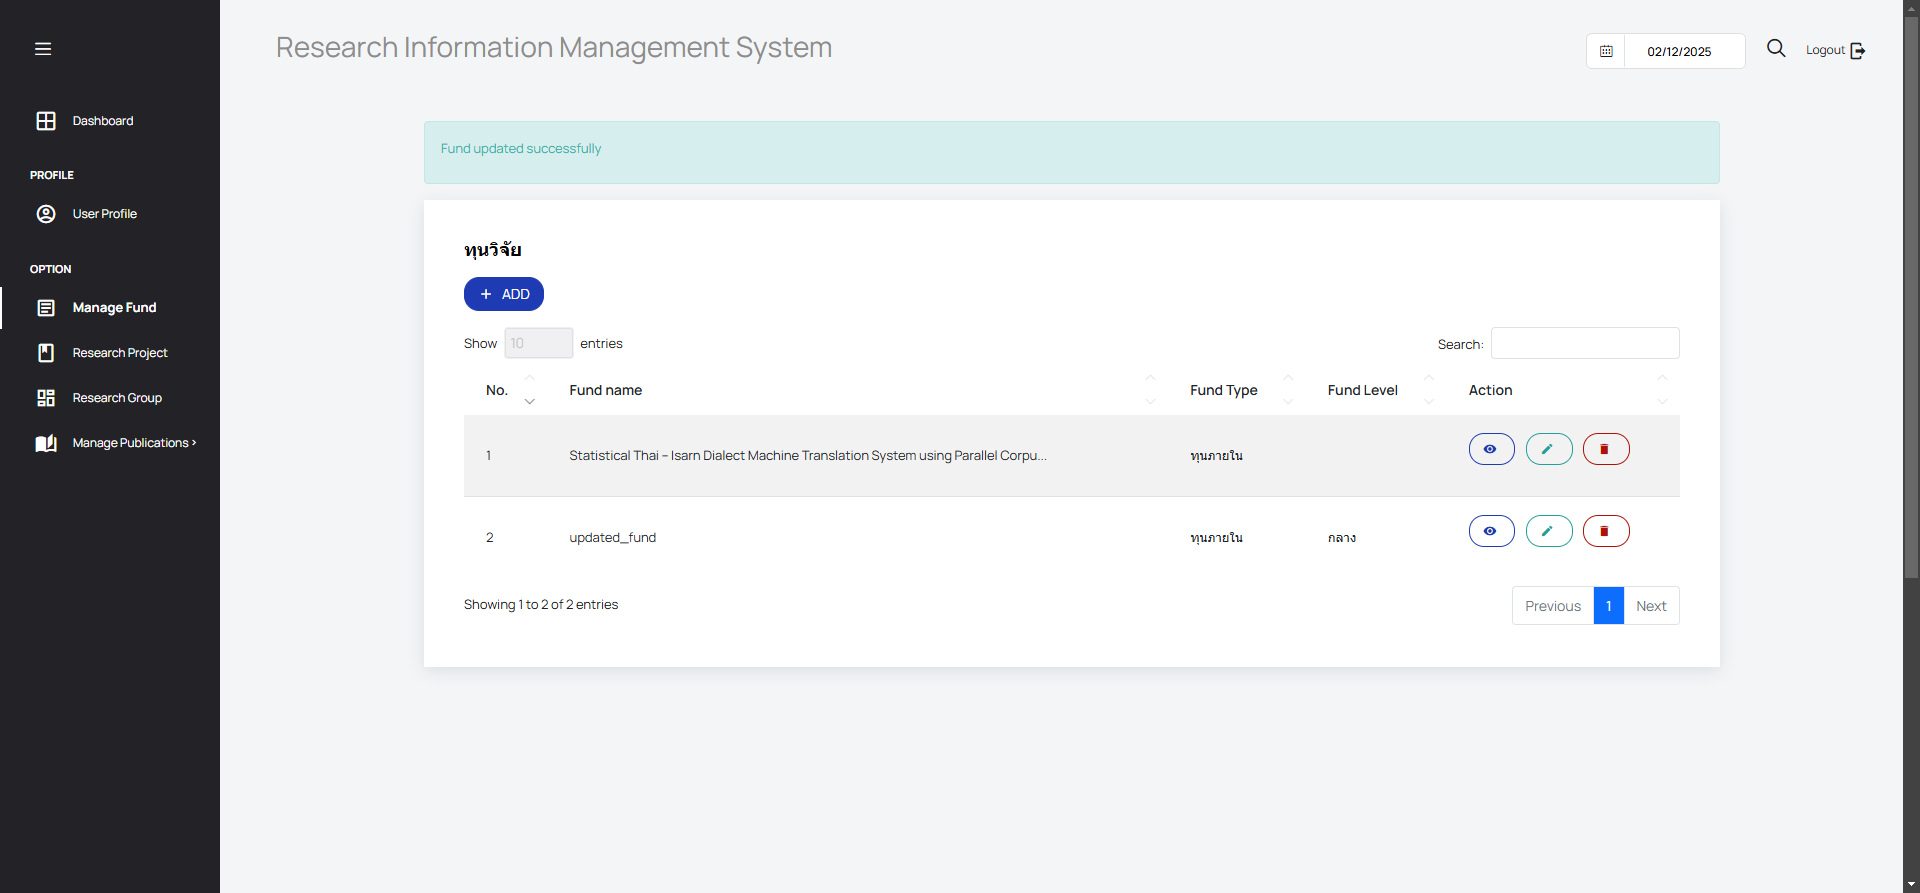 Research Information Management System
02/12/2025
Logout
Dashboard
PROFILE
User Profile
OPTION
Manage Fund
Research Project
Research Group
Manage Publications ›
Fund updated successfully
ทุนวิจัย
+ ADD
Show 10 entries
Search:
No. Fund name Fund Type Fund Level Action
1 Statistical Thai – Isarn Dialect Machine Translation System using Parallel Corpu... ทุนภายใน
2 updated_fund ทุนภายใน กลาง
Showing 1 to 2 of 2 entries
Previous 1 Next